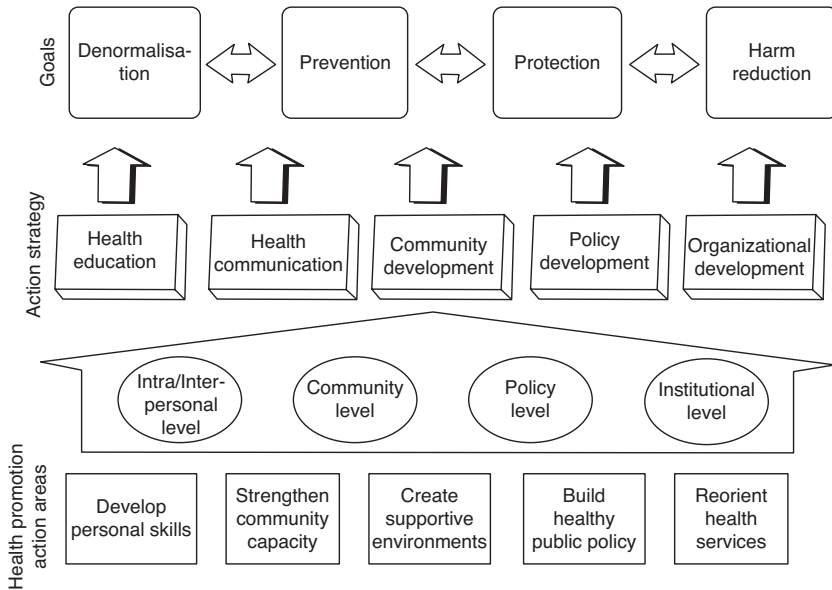 Goals
Denormalisa-
tion
Prevention
Protection
Harm
reduction
Action strategy
Health
education
Health
communication
Community
development
Policy
development
Organizational
development
Intra/Inter-
personal
level
Community
level
Policy
level
Institutional
level
Health promotion
action areas
Develop
personal skills
Strengthen
community
capacity
Create
supportive
environments
Build
healthy
public policy
Reorient
health
services